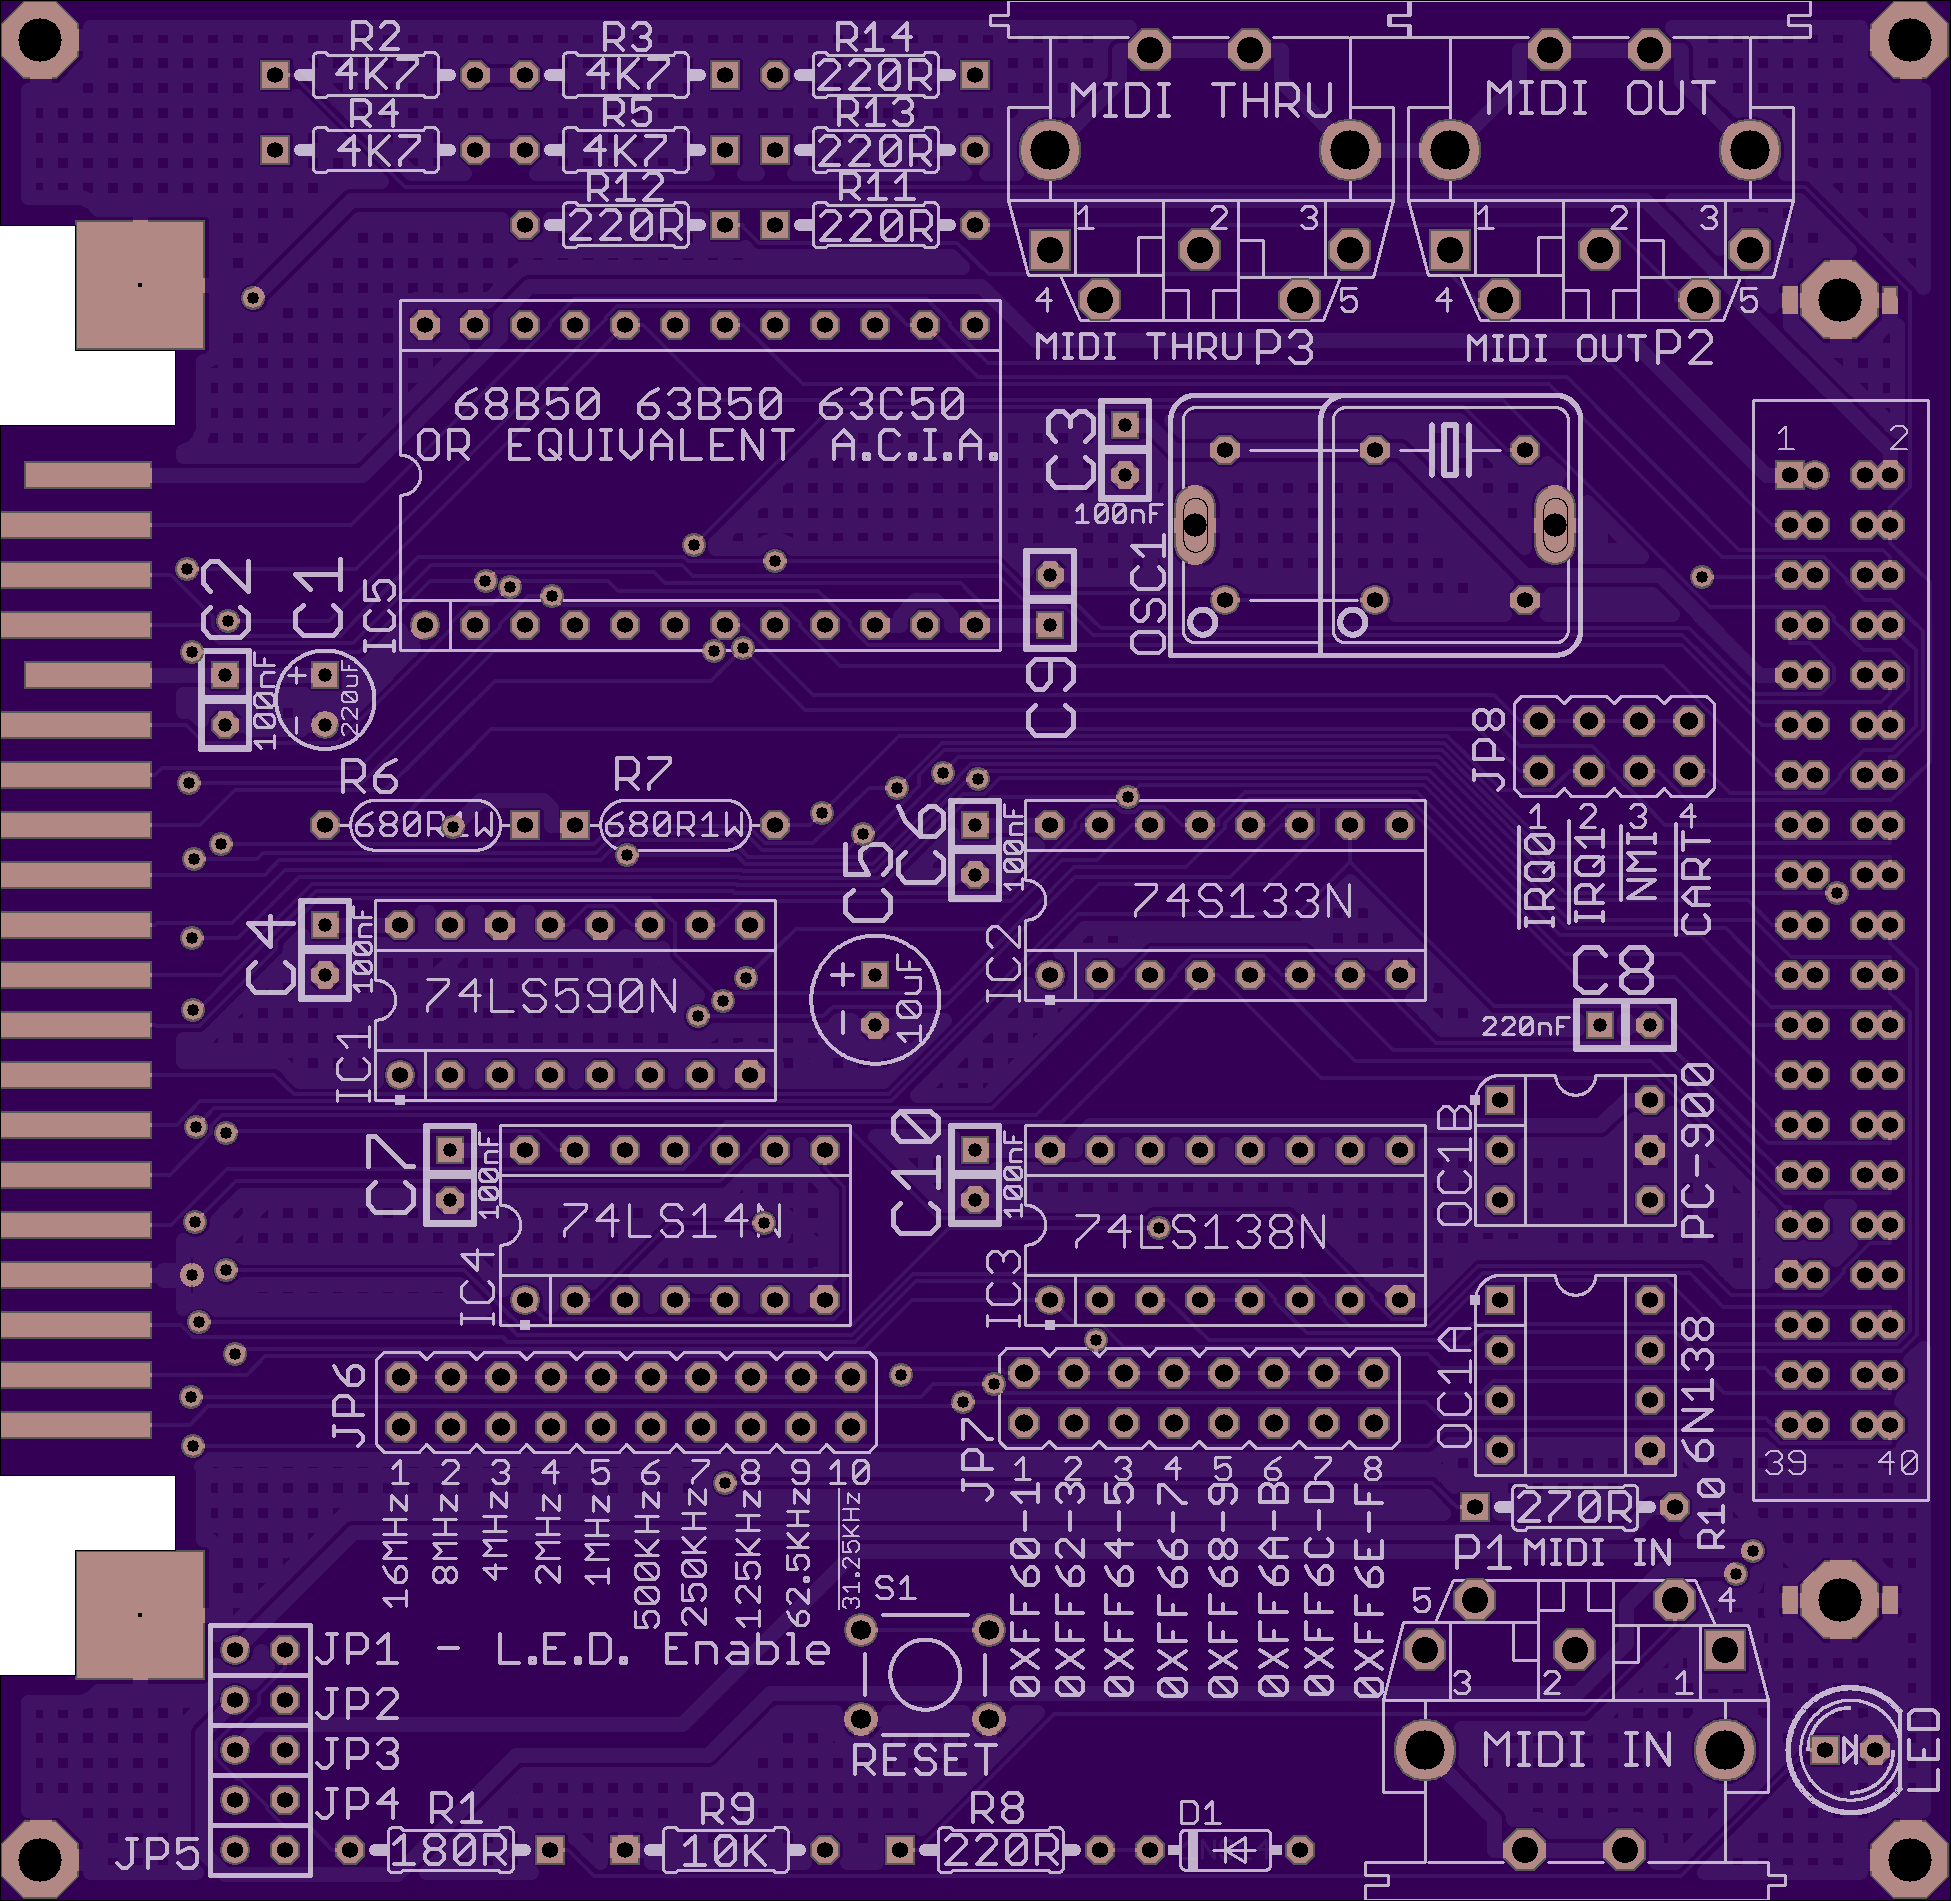 R2 R3 R14
4K7 4K7 220R
R4 R5 R13
4K7 4K7 220R
R12 R11
220R 220R
MIDI THRU MIDI OUT
1 2 3 1 2 3
4 5 4 5
MIDI THRU P3 MIDI OUT P2
68B50 63B50 63C50
OR EQUIVALENT A.C.I.A.
IC5
C3
100nF
OSC1
C9
1 2
C2
100nF
C1
+
-
220uF
JP8
1 2 3 4
IRQ0
IRQ1
NMI
CART
R6 R7
680R1W 680R1W
C6
100nF
C5
+
-
10uF
74S133N
IC2
C4
100nF
74LS590N
IC1
C8
220nF
OC1B
PC-900
C7
100nF
74LS14N
IC4
C10
100nF
74LS138N
IC3
OC1A
6N138
39 40
JP6
1 2 3 4 5 6 7 8 9 10
16MHz
8MHz
4MHz
2MHz
1MHz
500KHz
250KHz
125KHz
62.5KHz
31.25KHz
JP7
1 2 3 4 5 6 7 8
0XFF60-1
0XFF62-3
0XFF64-5
0XFF66-7
0XFF68-9
0XFF6A-B
0XFF6C-D
0XFF6E-F
270R
R10
P1 MIDI IN
5 4
3 2 1
MIDI IN
S1
RESET
LED
JP1 - L.E.D. Enable
JP2
JP3
JP4
JP5
R1 R9 R8 D1
180R 10K 220R